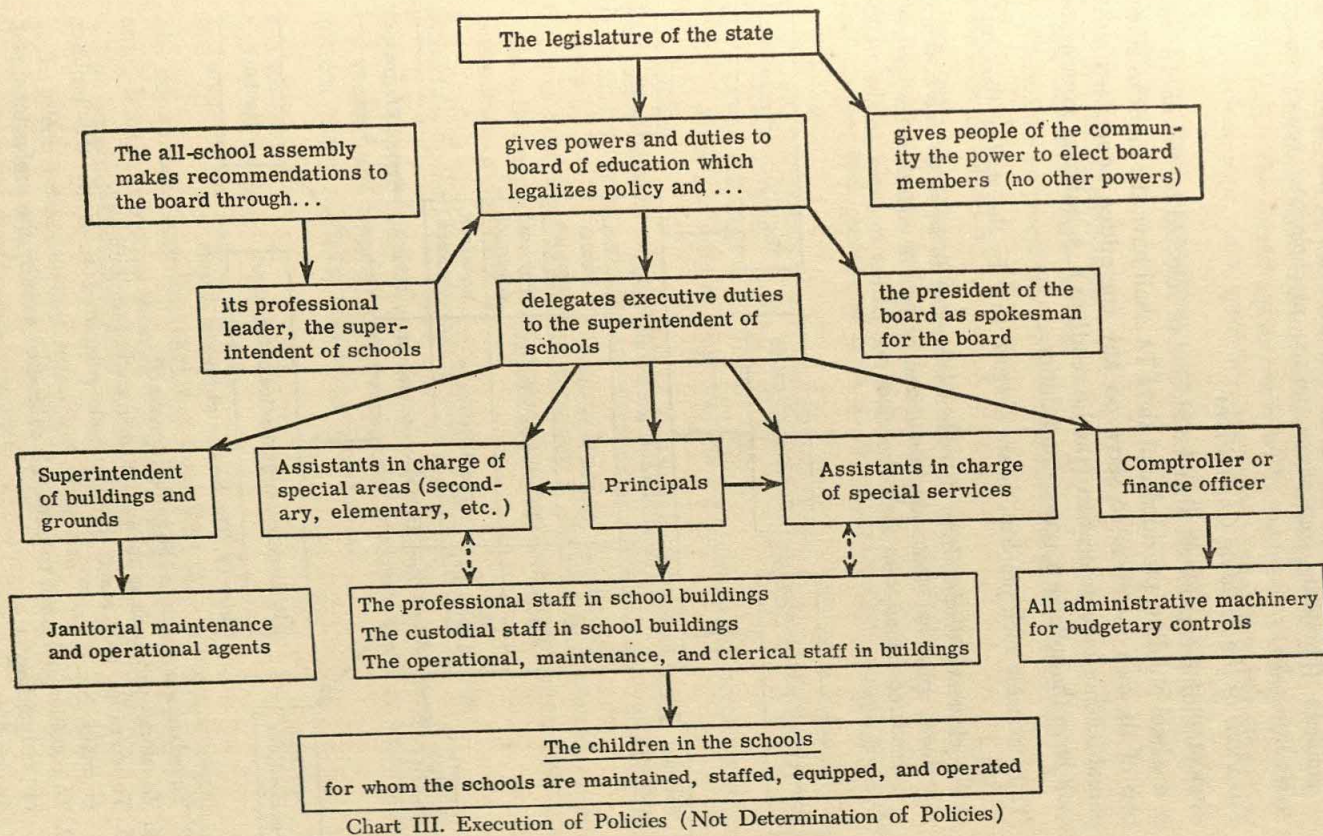 The legislature of the state
The all-school assembly
makes recommendations to
the board through...
gives powers and duties to
board of education which
legalizes policy and ...
gives people of the commun-
ity the power to elect board
members (no other powers)
its professional
leader, the super-
intendent of schools
delegates executive duties
to the superintendent of
schools
the president of the
board as spokesman
for the board
Superintendent
of buildings and
grounds
Assistants in charge of
special areas (second-
ary, elementary, etc.)
Principals
Assistants in charge
of special services
Comptroller or
finance officer
Janitorial maintenance
and operational agents
The professional staff in school buildings
The custodial staff in school buildings
The operational, maintenance, and clerical staff in buildings
All administrative machinery
for budgetary controls
The children in the schools
for whom the schools are maintained, staffed, equipped, and operated
Chart III. Execution of Policies (Not Determination of Policies)